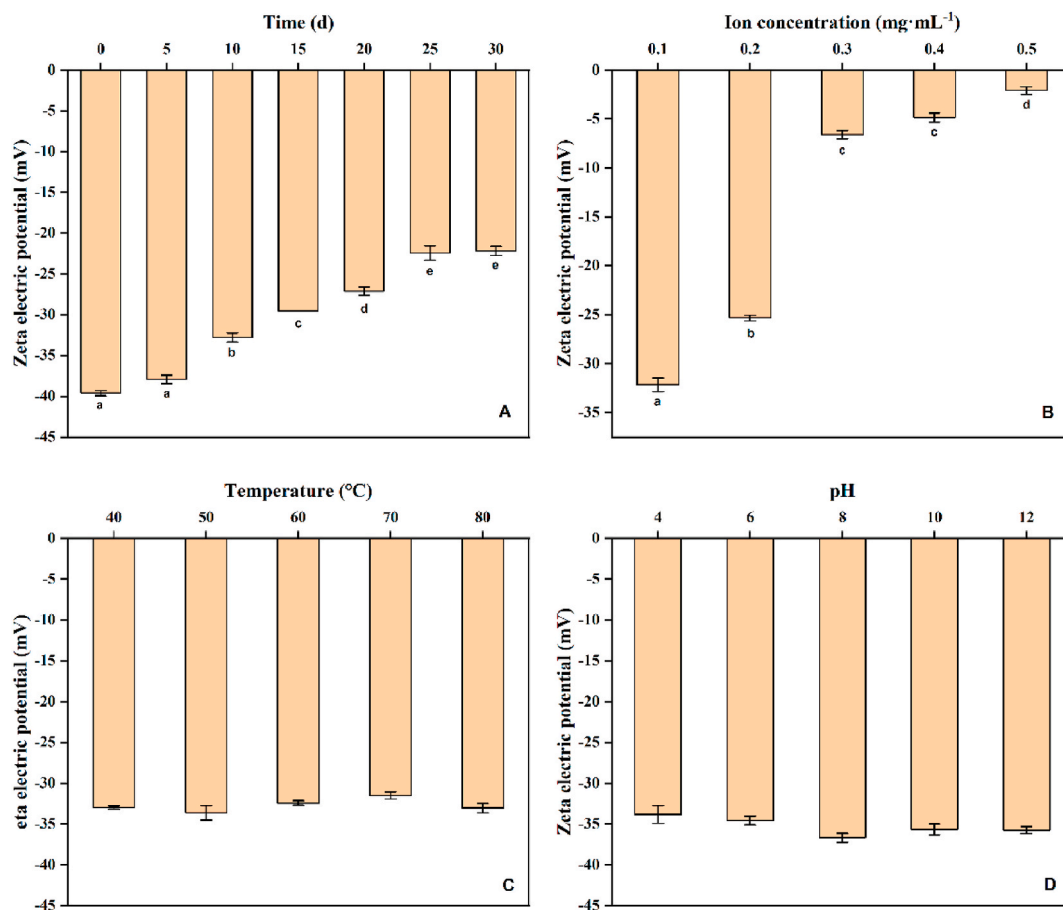 Time (d)
0 5 10 15 20 25 30
0
-5
-10
-15
-20
-25
-30
-35
-40
-45
Zeta electric potential (mV)
a a b c d e e
A
Ion concentration (mg·mL⁻¹)
0.1 0.2 0.3 0.4 0.5
0
-5
-10
-15
-20
-25
-30
-35
Zeta electric potential (mV)
a b c c d
B
Temperature (°C)
40 50 60 70 80
0
-5
-10
-15
-20
-25
-30
-35
-40
-45
eta electric potential (mV)
C
pH
4 6 8 10 12
0
-5
-10
-15
-20
-25
-30
-35
-40
-45
Zeta electric potential (mV)
D